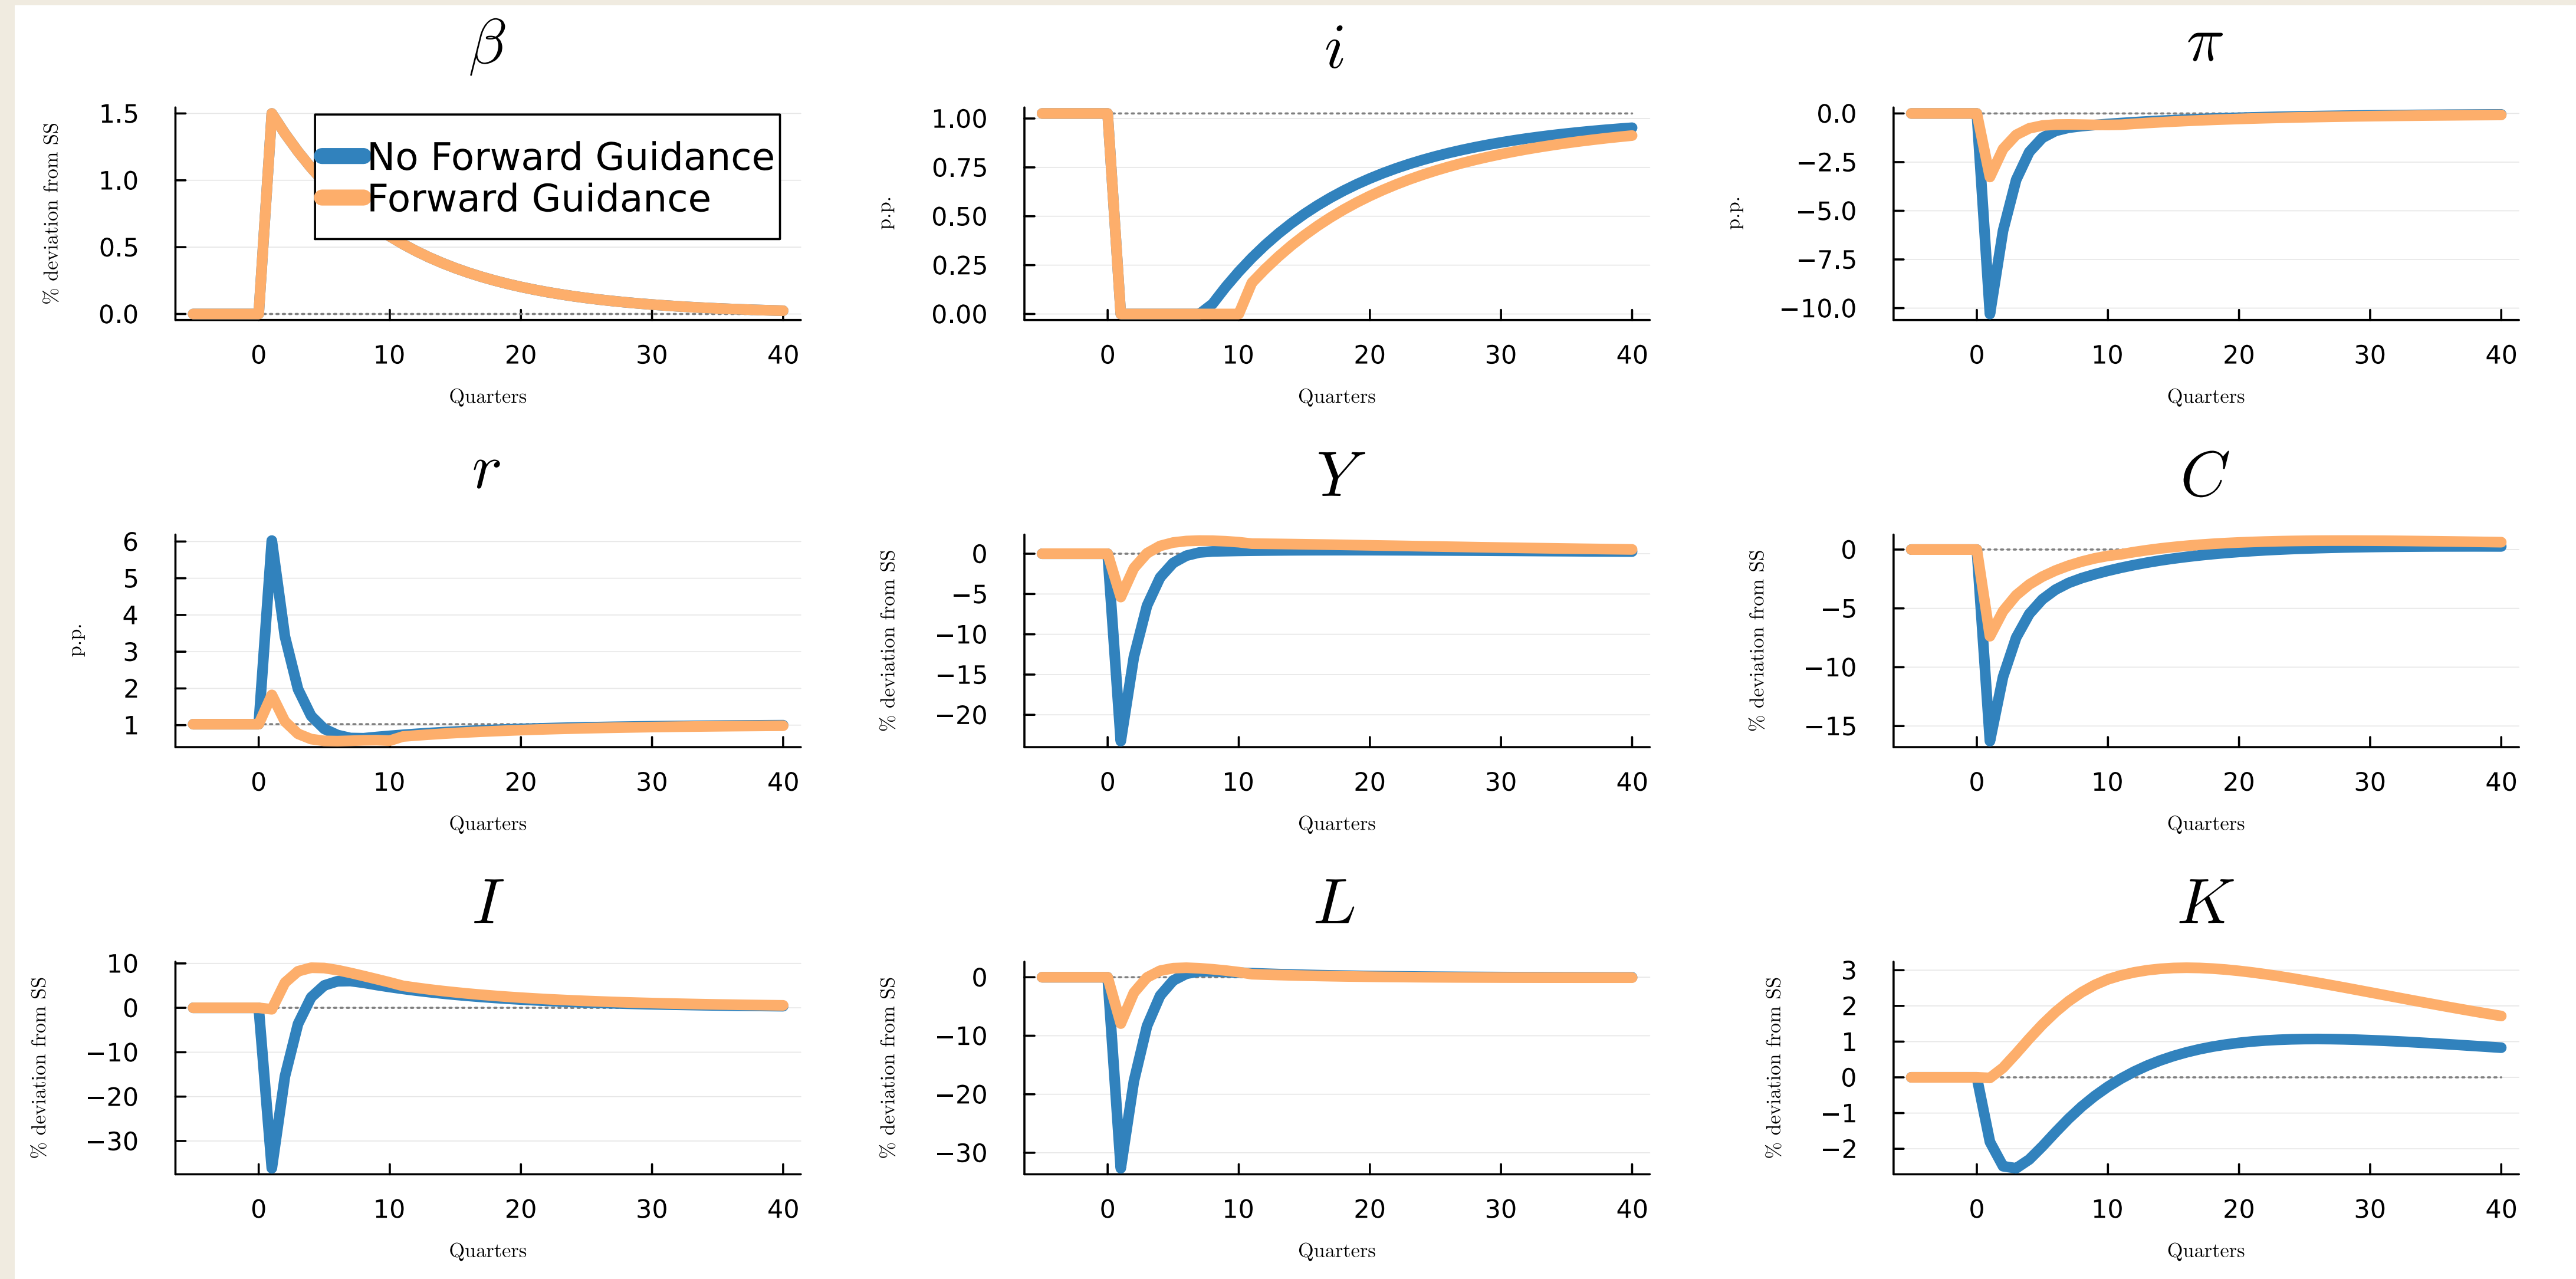 β
% deviation from SS
1.5
1.0
0.5
0.0
No Forward Guidance
Forward Guidance
0 10 20 30 40
Quarters
i
p.p.
1.00
0.75
0.50
0.25
0.00
0 10 20 30 40
Quarters
π
p.p.
0.0
−2.5
−5.0
−7.5
−10.0
0 10 20 30 40
Quarters
r
p.p.
6
5
4
3
2
1
0 10 20 30 40
Quarters
Y
% deviation from SS
0
−5
−10
−15
−20
0 10 20 30 40
Quarters
C
% deviation from SS
0
−5
−10
−15
0 10 20 30 40
Quarters
I
% deviation from SS
10
0
−10
−20
−30
0 10 20 30 40
Quarters
L
% deviation from SS
0
−10
−20
−30
0 10 20 30 40
Quarters
K
% deviation from SS
3
2
1
0
−1
−2
0 10 20 30 40
Quarters